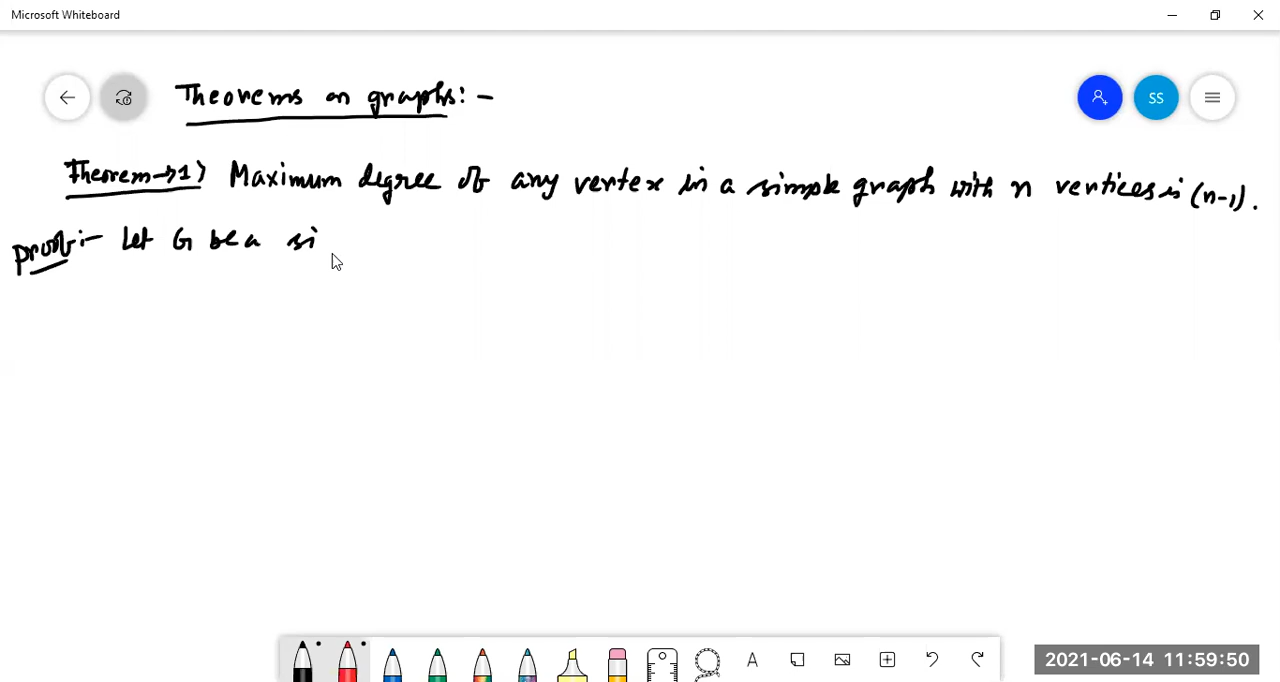 Microsoft Whiteboard
Theorems on graphs:-
SS
Theorem→1) Maximum degree of any vertex in a simple graph with n vertices is (n-1).
Proof:- Let G be a si
A
2021-06-14 11:59:50